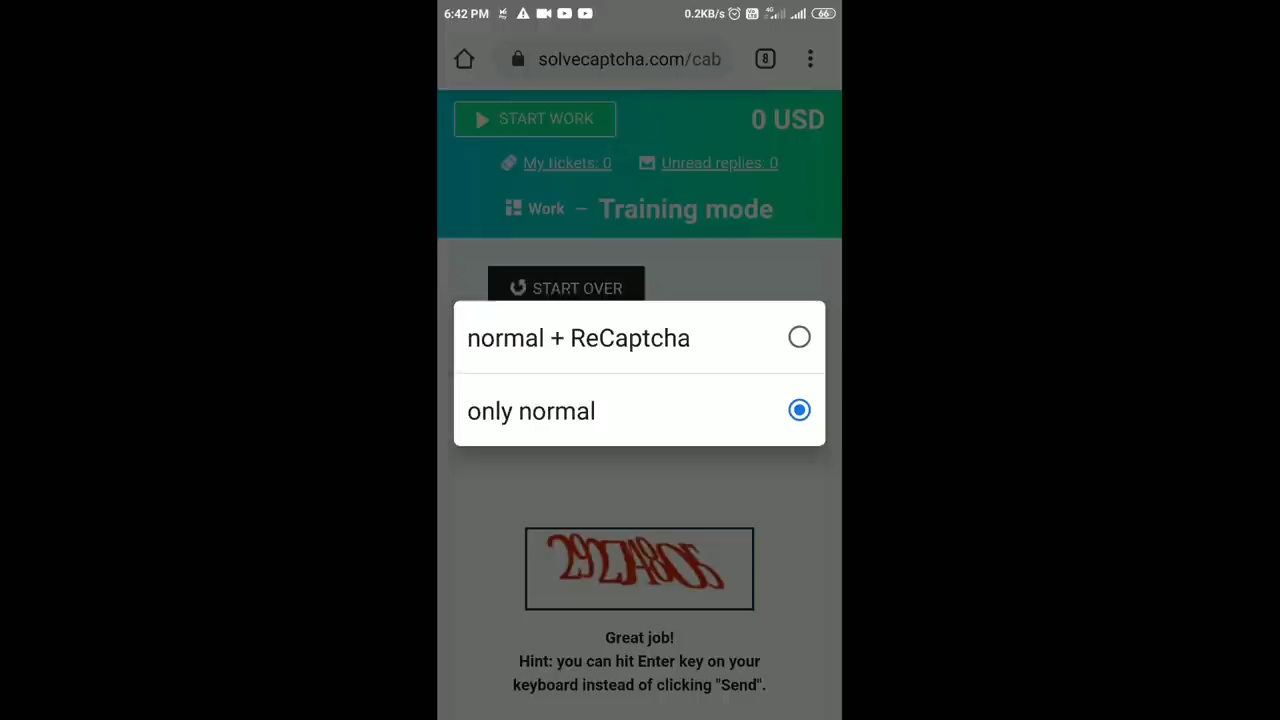 6:42 PM 0.2KB/s 4G 66
solvecaptcha.com/cab 8
START WORK 0 USD
My tickets: 0 Unread replies: 0
Work – Training mode
START OVER
normal + ReCaptcha
only normal
Great job!
Hint: you can hit Enter key on your
keyboard instead of clicking "Send".